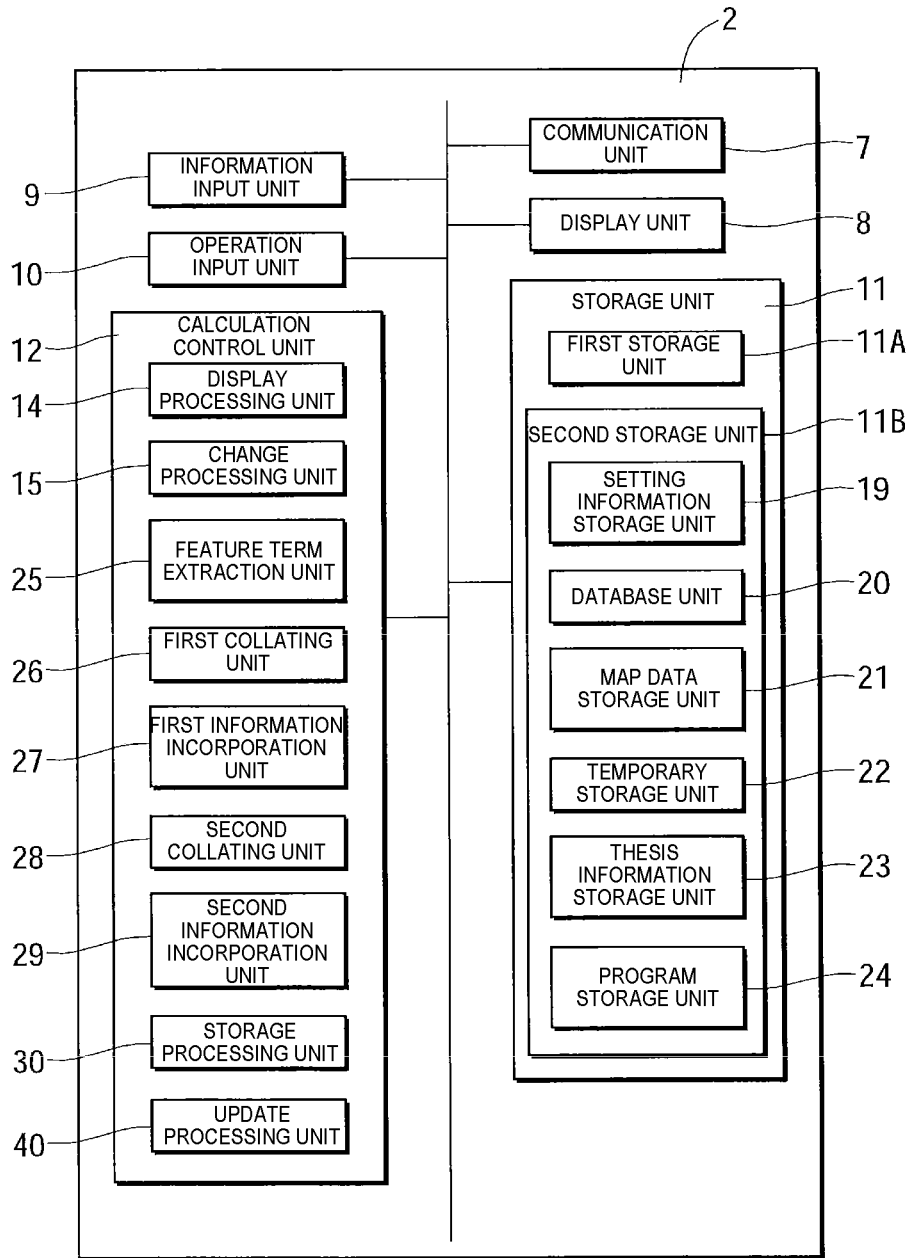 2
COMMUNICATION
UNIT
7
INFORMATION
INPUT UNIT
9
DISPLAY UNIT
8
OPERATION
INPUT UNIT
10
CALCULATION
CONTROL UNIT
12
DISPLAY
PROCESSING UNIT
14
CHANGE
PROCESSING UNIT
15
FEATURE TERM
EXTRACTION UNIT
25
FIRST COLLATING
UNIT
26
FIRST INFORMATION
INCORPORATION
UNIT
27
SECOND
COLLATING UNIT
28
SECOND
INFORMATION
INCORPORATION
UNIT
29
STORAGE
PROCESSING UNIT
30
UPDATE
PROCESSING UNIT
40
STORAGE UNIT
11
FIRST STORAGE
UNIT
11A
SECOND STORAGE UNIT
11B
SETTING
INFORMATION
STORAGE UNIT
19
DATABASE UNIT
20
MAP DATA
STORAGE UNIT
21
TEMPORARY
STORAGE UNIT
22
THESIS
INFORMATION
STORAGE UNIT
23
PROGRAM
STORAGE UNIT
24